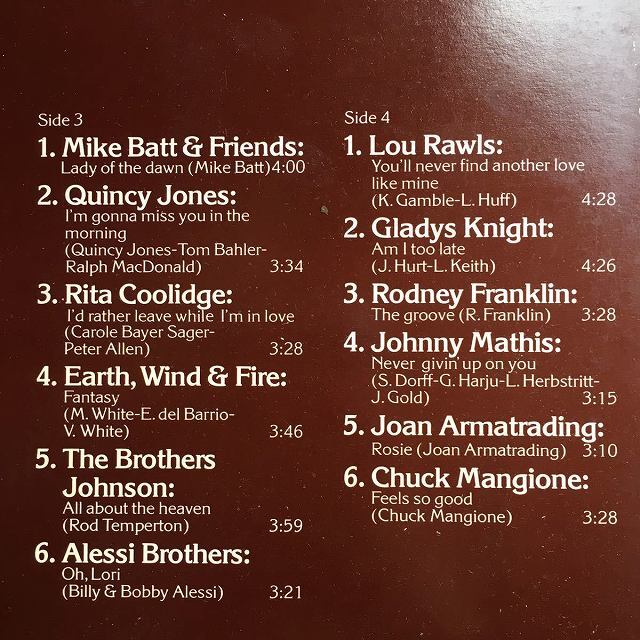 Side 3
1. Mike Batt & Friends:
Lady of the dawn (Mike Batt) 4:00
2. Quincy Jones:
I'm gonna miss you in the
morning
(Quincy Jones-Tom Bahler-
Ralph MacDonald) 3:34
3. Rita Coolidge:
I'd rather leave while I'm in love
(Carole Bayer Sager-
Peter Allen) 3:28
4. Earth, Wind & Fire:
Fantasy
(M. White-E. del Barrio-
V. White) 3:46
5. The Brothers
Johnson:
All about the heaven
(Rod Temperton) 3:59
6. Alessi Brothers:
Oh, Lori
(Billy & Bobby Alessi) 3:21
Side 4
1. Lou Rawls:
You'll never find another love
like mine
(K. Gamble-L. Huff) 4:28
2. Gladys Knight:
Am I too late
(J. Hurt-L. Keith) 4:26
3. Rodney Franklin:
The groove (R. Franklin) 3:28
4. Johnny Mathis:
Never givin' up on you
(S. Dorff-G. Harju-L. Herbstritt-
J. Gold) 3:15
5. Joan Armatrading:
Rosie (Joan Armatrading) 3:10
6. Chuck Mangione:
Feels so good
(Chuck Mangione) 3:28